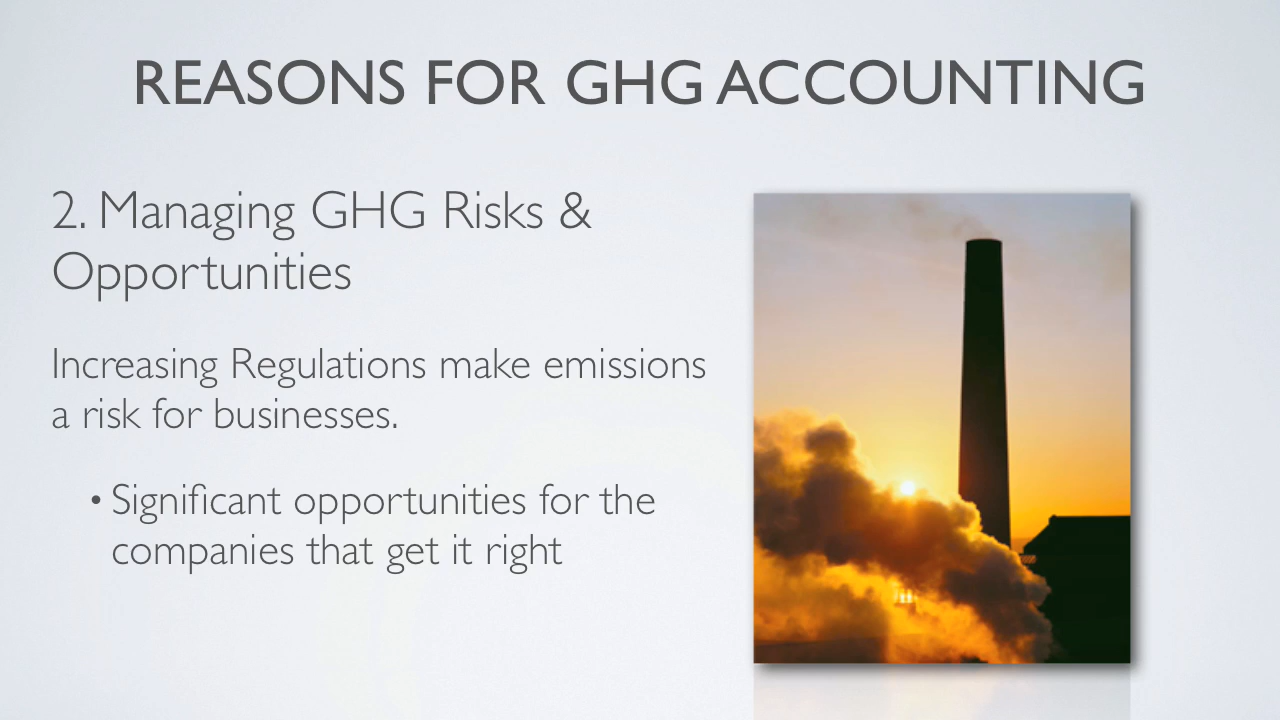 REASONS FOR GHG ACCOUNTING
2. Managing GHG Risks &
Opportunities
Increasing Regulations make emissions
a risk for businesses.
• Significant opportunities for the
companies that get it right